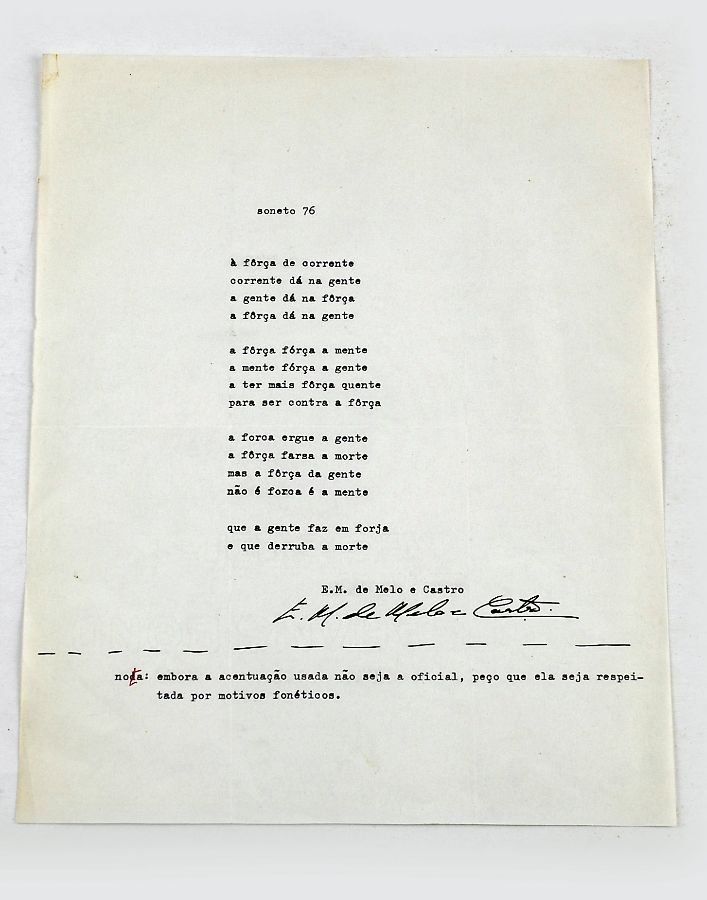 soneto 76
à fôrça de corrente
corrente dá na gente
a gente dá na fôrça
a fôrça dá na gente
a fôrça fórça a mente
a mente fórça a gente
a ter mais fôrça quente
para ser contra a fôrça
a forca ergue a gente
a fôrça farsa a morte
mas a fôrça da gente
não é forca é a mente
que a gente faz em forja
e que derruba a morte
E.M. de Melo e Castro
E. M. de Melo e Castro.
nota: embora a acentuação usada não seja a oficial, peço que ela seja respei-
tada por motivos fonéticos.